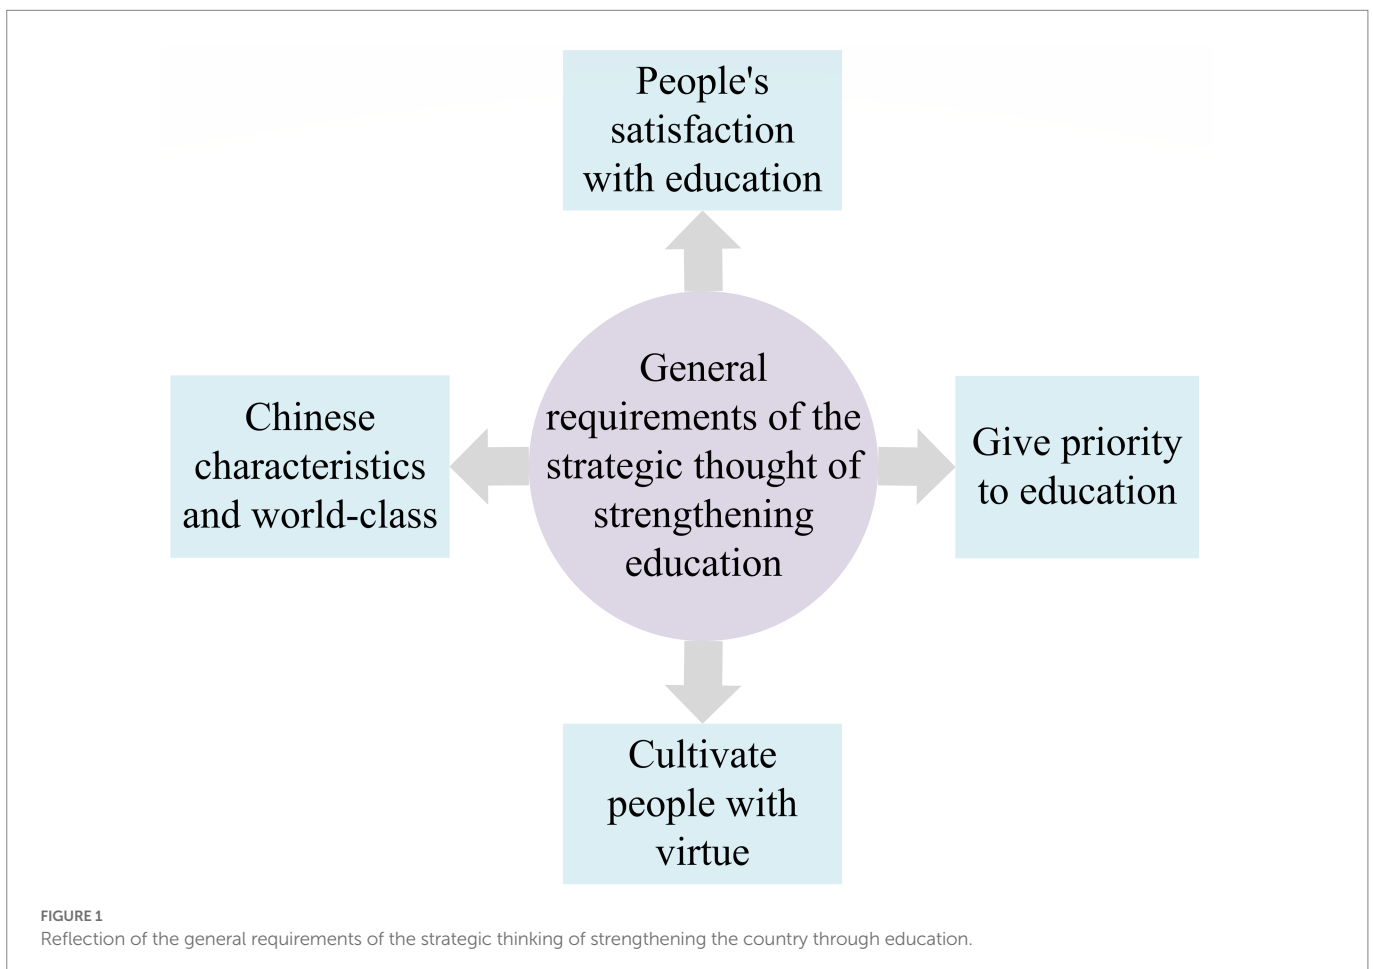 People's
satisfaction
with education
General
requirements of the
strategic thought of
strengthening
education
Chinese
characteristics
and world-class
Give priority
to education
Cultivate
people with
virtue
FIGURE 1
Reflection of the general requirements of the strategic thinking of strengthening the country through education.